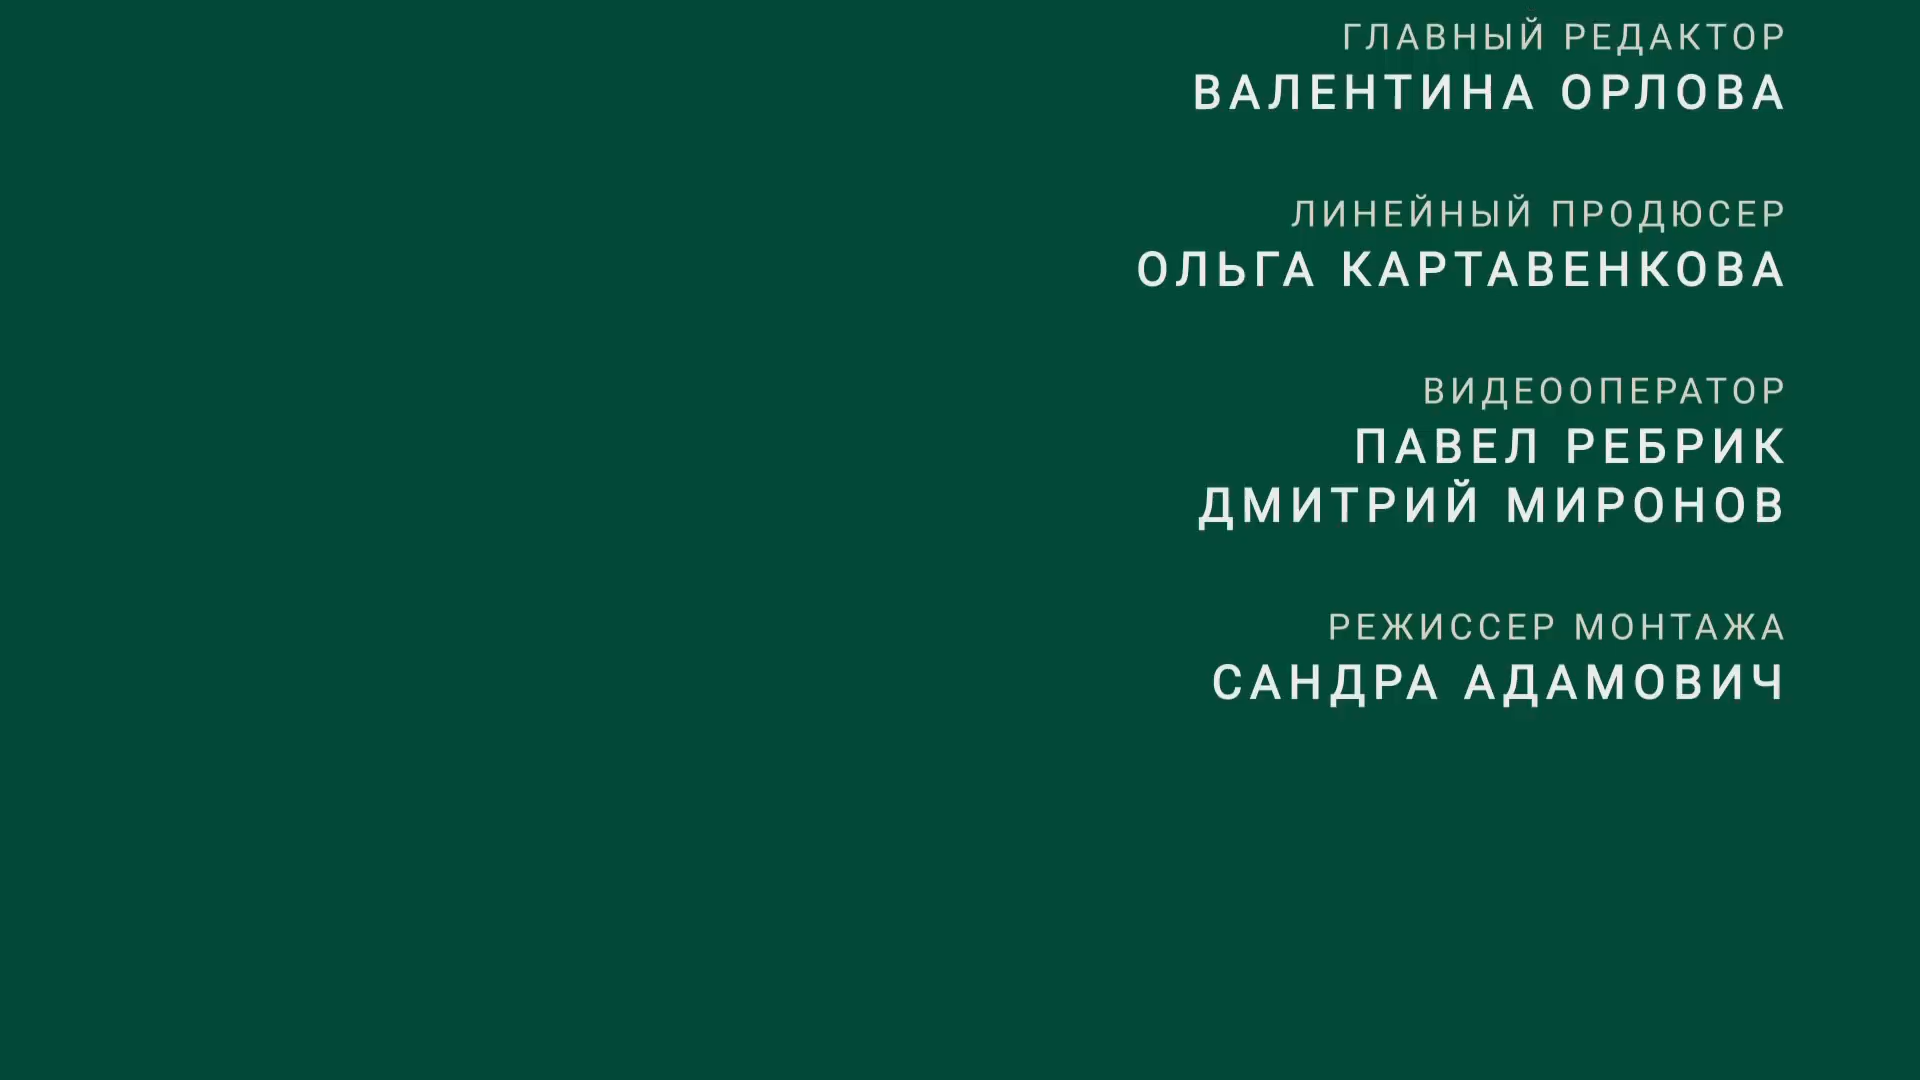 ГЛАВНЫЙ РЕДАКТОР
ВАЛЕНТИНА ОРЛОВА
ЛИНЕЙНЫЙ ПРОДЮСЕР
ОЛЬГА КАРТАВЕНКОВА
ВИДЕООПЕРАТОР
ПАВЕЛ РЕБРИК
ДМИТРИЙ МИРОНОВ
РЕЖИССЕР МОНТАЖА
САНДРА АДАМОВИЧ